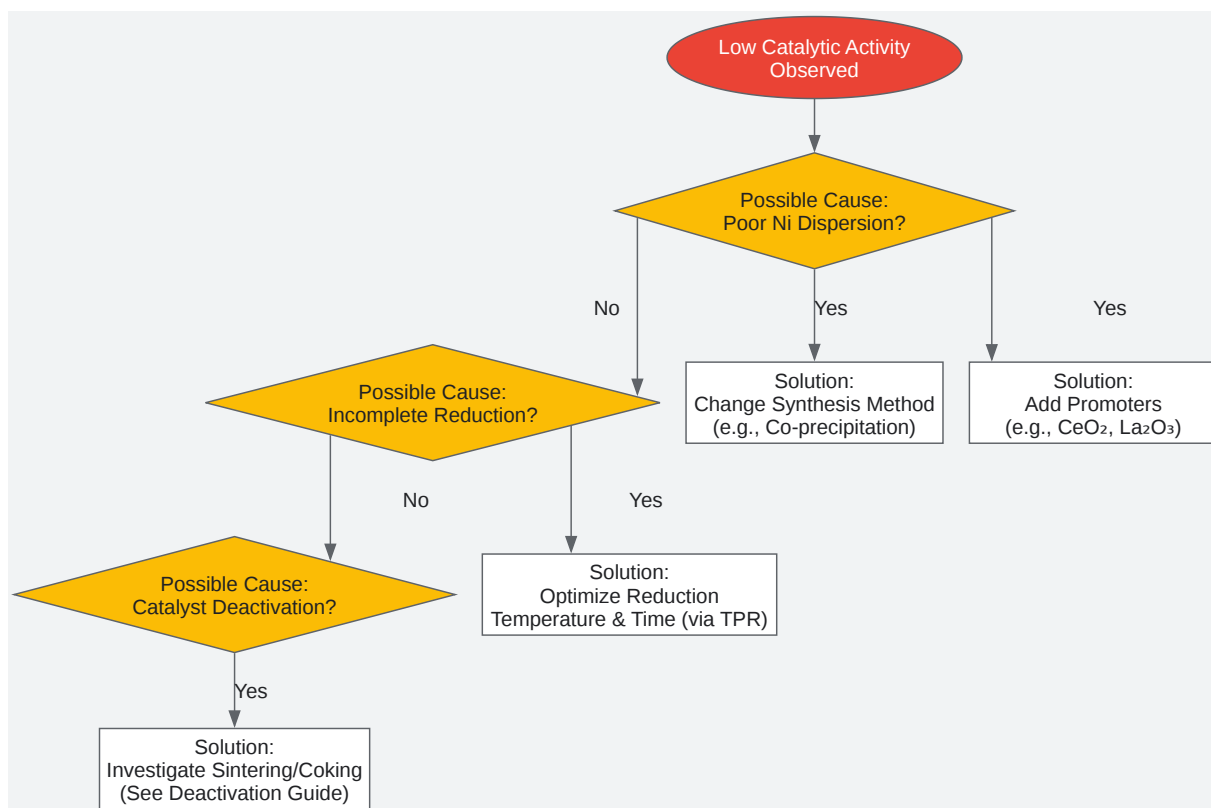 Low Catalytic Activity
Observed
Possible Cause:
Poor Ni Dispersion?
No
Yes
Yes
Possible Cause:
Incomplete Reduction?
Solution:
Change Synthesis Method
(e.g., Co-precipitation)
Solution:
Add Promoters
(e.g., CeO₂, La₂O₃)
No
Yes
Possible Cause:
Catalyst Deactivation?
Solution:
Optimize Reduction
Temperature & Time (via TPR)
Yes
Solution:
Investigate Sintering/Coking
(See Deactivation Guide)